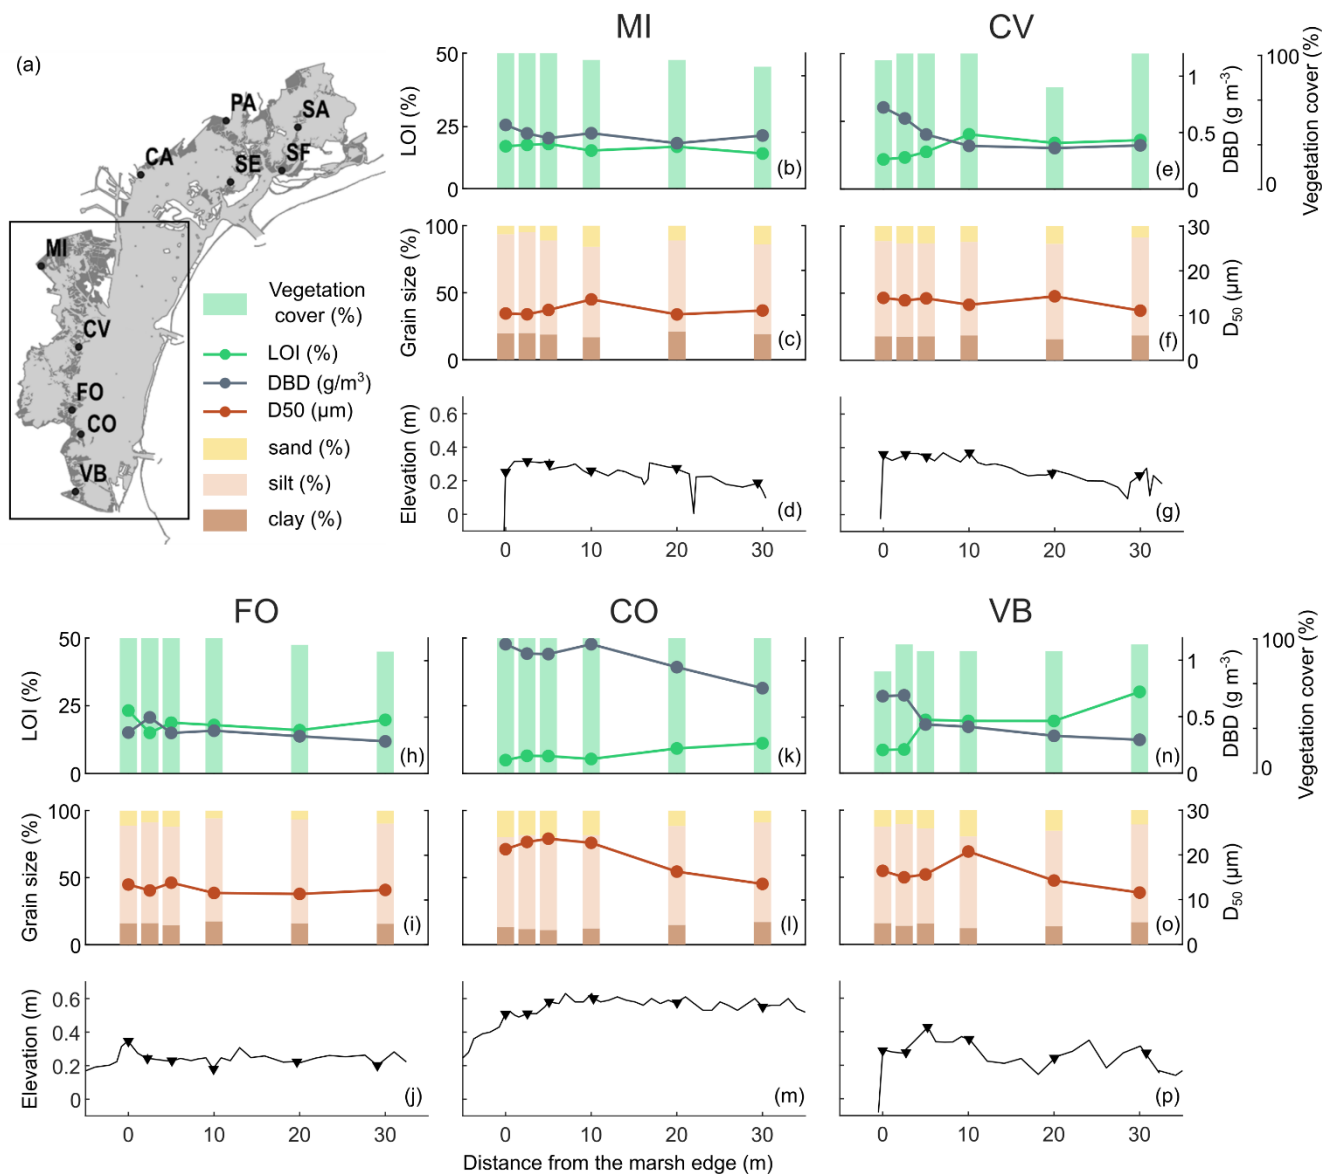 MI
CV
(a)
PA
SA
CA
SE
SF
MI
CV
FO
CO
VB
Vegetation
cover (%)
LOI (%)
DBD (g/m³)
D50 (µm)
sand (%)
silt (%)
clay (%)
50
25
0
LOI (%)
(b)
(e)
1
0.5
0
DBD (g m⁻³)
100
0
Vegetation cover (%)
100
50
0
Grain size (%)
(c)
(f)
30
20
10
0
D₅₀ (µm)
0.6
0.4
0.2
0
Elevation (m)
(d)
(g)
0 10 20 30
0 10 20 30
FO
CO
VB
50
25
0
LOI (%)
(h)
(k)
(n)
1
0.5
0
DBD (g m⁻³)
100
0
Vegetation cover (%)
100
50
0
Grain size (%)
(i)
(l)
(o)
30
20
10
0
D₅₀ (µm)
0.6
0.4
0.2
0
Elevation (m)
(j)
(m)
(p)
0 10 20 30
0 10 20 30
0 10 20 30
Distance from the marsh edge (m)